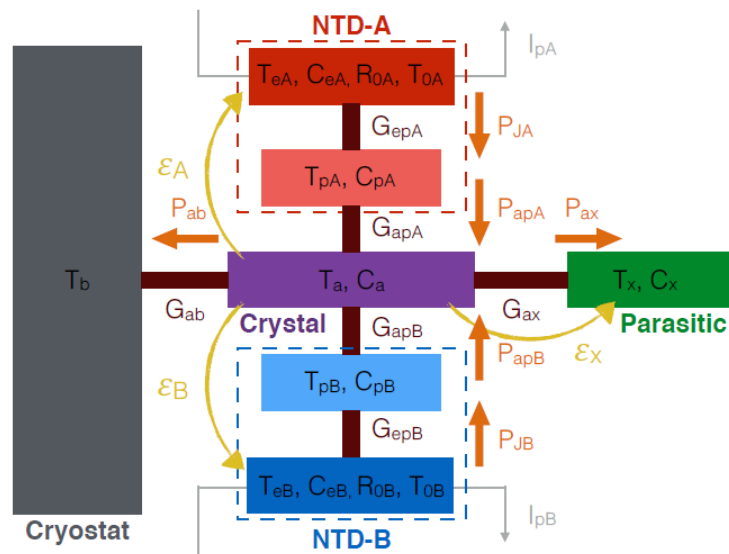 NTD-A
I_pA
T_eA, C_eA, R_0A, T_0A
G_epA
P_JA
ε_A
T_pA, C_pA
P_ab
P_apA
P_ax
G_apA
T_b
T_a, C_a
T_x, C_x
G_ab
Crystal
G_ax
Parasitic
G_apB
P_apB
ε_X
ε_B
T_pB, C_pB
G_epB
P_JB
T_eB, C_eB, R_0B, T_0B
I_pB
Cryostat
NTD-B